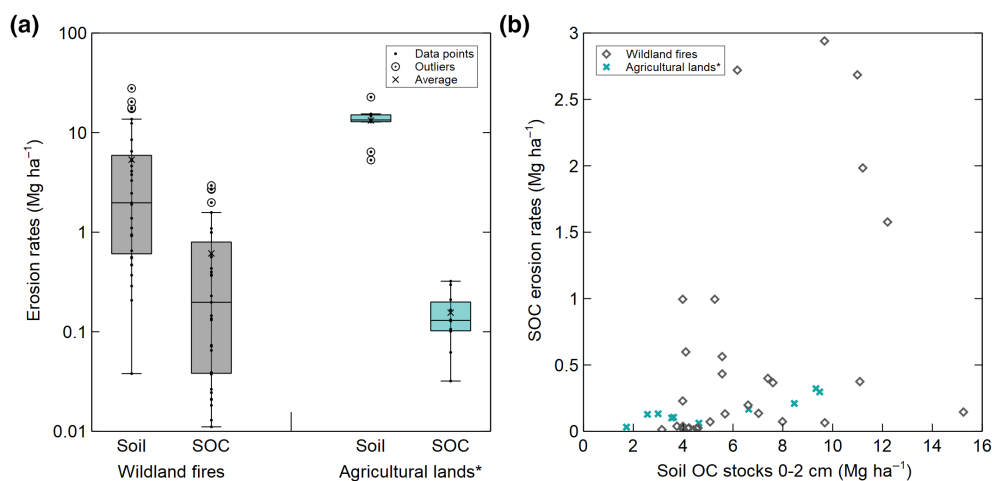 (a)
100
10
1
0.1
0.01
Erosion rates (Mg ha⁻¹)
Data points
Outliers
Average
Soil SOC Soil SOC
Wildland fires Agricultural lands*
(b)
3
2.5
2
1.5
1
0.5
0
SOC erosion rates (Mg ha⁻¹)
Wildland fires
Agricultural lands*
0 2 4 6 8 10 12 14 16
Soil OC stocks 0-2 cm (Mg ha⁻¹)